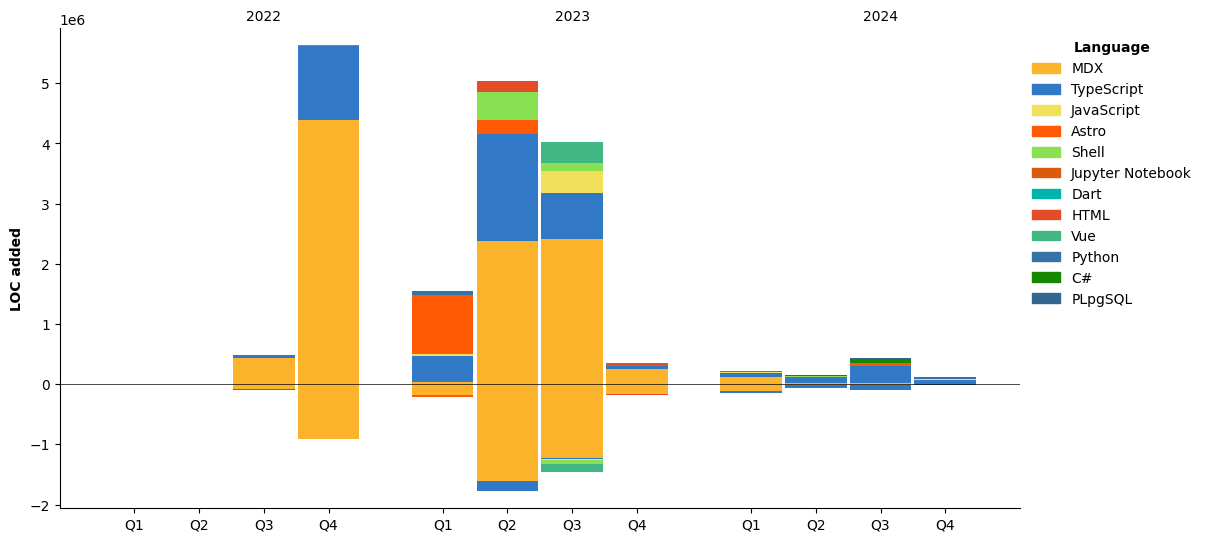 1e6
2022 2023 2024
LOC added
5
4
3
2
1
0
−1
−2
Q1 Q2 Q3 Q4 Q1 Q2 Q3 Q4 Q1 Q2 Q3 Q4
Language
MDX
TypeScript
JavaScript
Astro
Shell
Jupyter Notebook
Dart
HTML
Vue
Python
C#
PLpgSQL